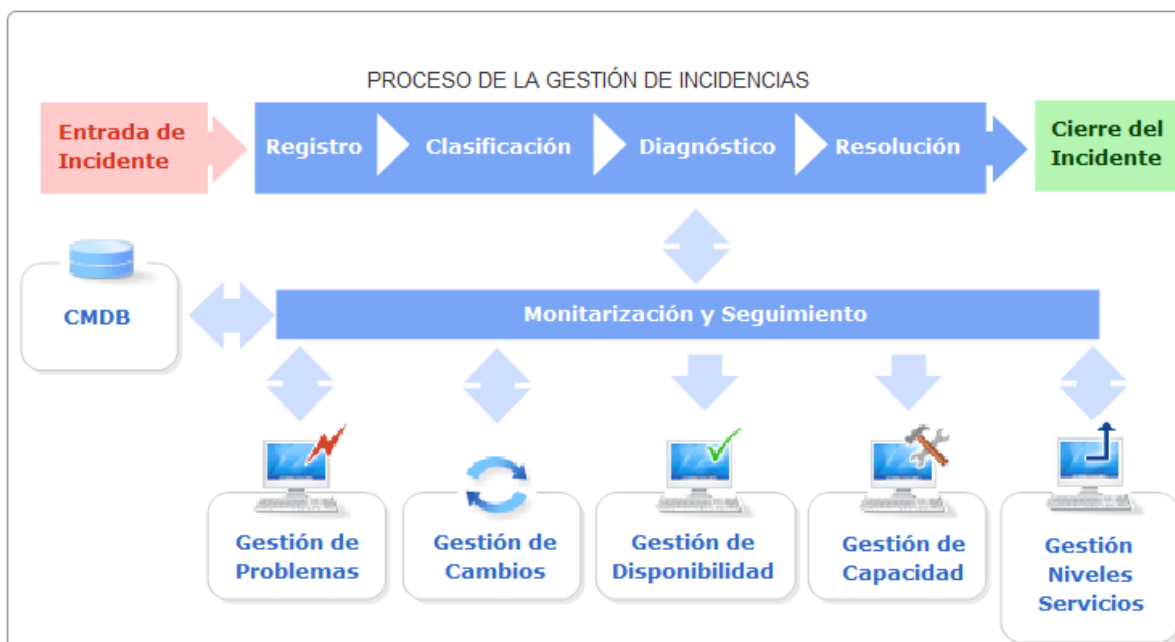 PROCESO DE LA GESTIÓN DE INCIDENCIAS
Entrada de
Incidente
Registro
Clasificación
Diagnóstico
Resolución
Cierre del
Incidente
CMDB
Monitarización y Seguimiento
Gestión de
Problemas
Gestión de
Cambios
Gestión de
Disponibilidad
Gestión de
Capacidad
Gestión
Niveles
Servicios